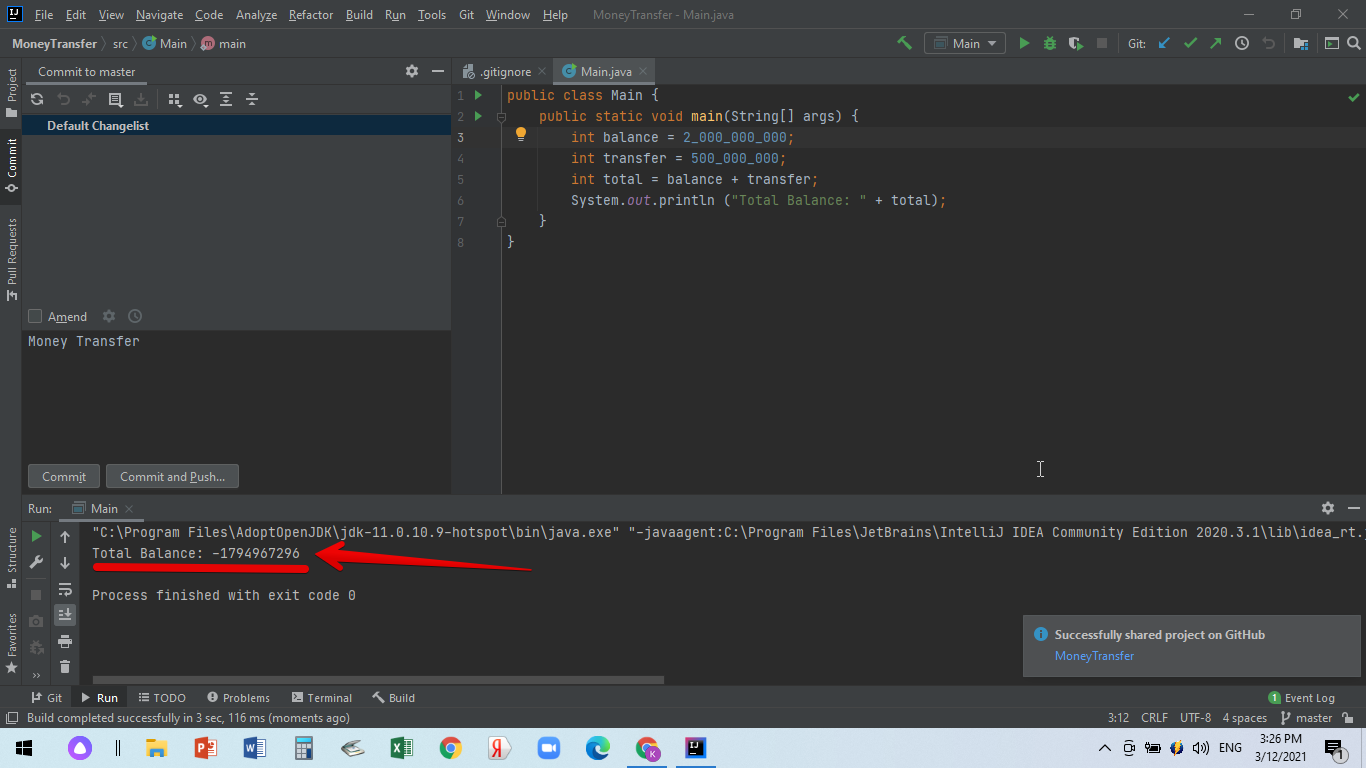 File Edit View Navigate Code Analyze Refactor Build Run Tools Git Window Help MoneyTransfer - Main.java
MoneyTransfer src Main main Main Git:
Project
Commit
Pull Requests
Structure
Favorites
Commit to master
Default Changelist
Amend
Money Transfer
Commit Commit and Push...
.gitignore Main.java
1 public class Main {
2 public static void main(String[] args) {
3 int balance = 2_000_000_000;
4 int transfer = 500_000_000;
5 int total = balance + transfer;
6 System.out.println ("Total Balance: " + total);
7 }
8 }
Run: Main
"C:\Program Files\AdoptOpenJDK\jdk-11.0.10.9-hotspot\bin\java.exe" "-javaagent:C:\Program Files\JetBrains\IntelliJ IDEA Community Edition 2020.3.1\lib\idea_rt.j
Total Balance: -1794967296
Process finished with exit code 0
Successfully shared project on GitHub
MoneyTransfer
Git Run TODO Problems Terminal Build 1 Event Log
Build completed successfully in 3 sec, 116 ms (moments ago) 3:12 CRLF UTF-8 4 spaces master
ENG
3:26 PM
3/12/2021
1